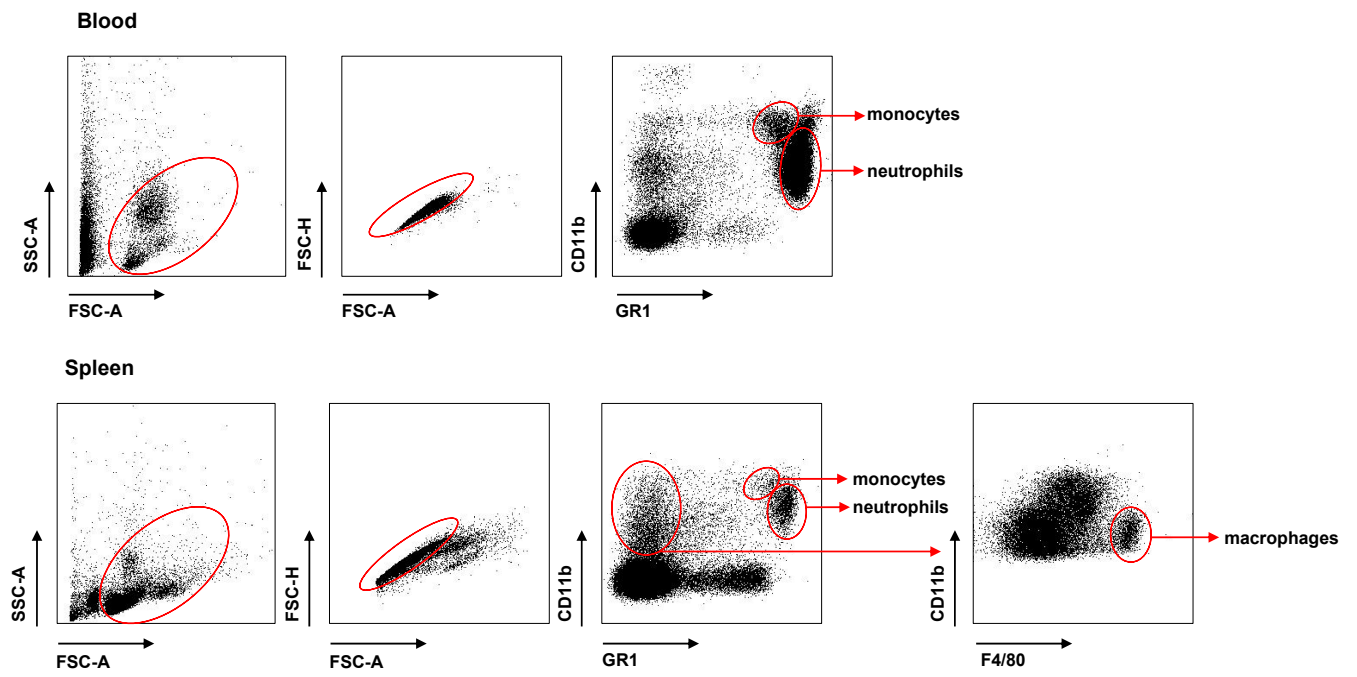 Blood
SSC-A
FSC-A
FSC-H
FSC-A
CD11b
GR1
monocytes
neutrophils
Spleen
SSC-A
FSC-A
FSC-H
FSC-A
CD11b
GR1
monocytes
neutrophils
CD11b
F4/80
macrophages